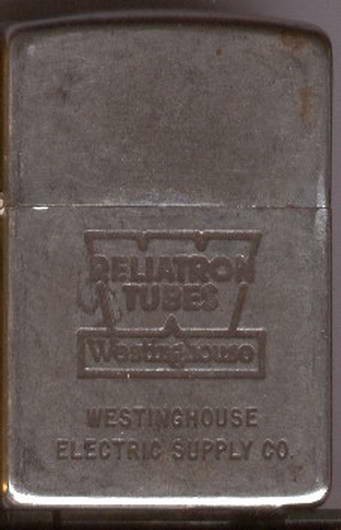 RELIATRON
TUBES
Westinghouse
WESTINGHOUSE
ELECTRIC SUPPLY CO.